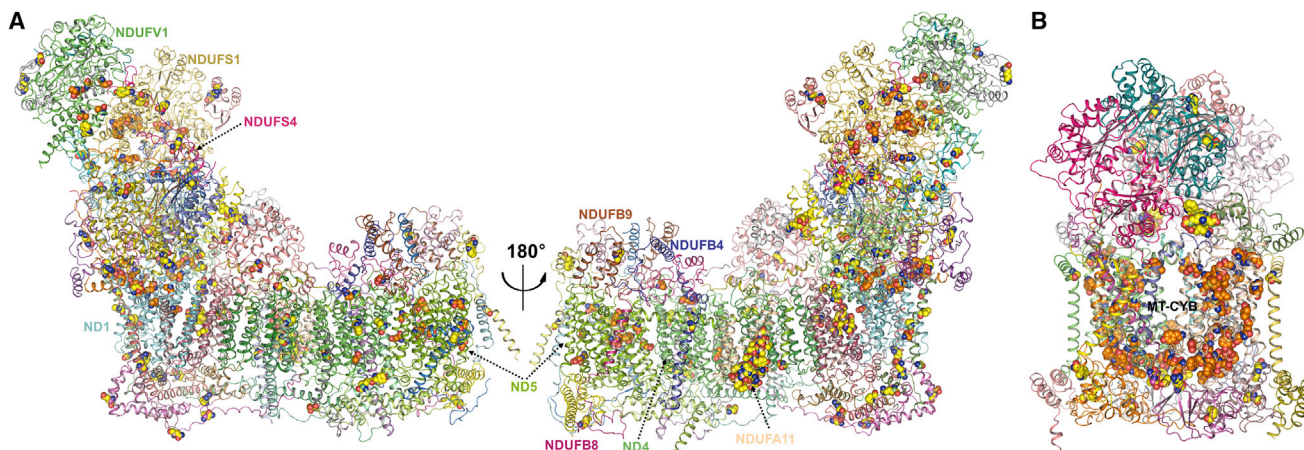 A
B
NDUFV1
NDUFS1
NDUFS4
NDUFB9
180°
NDUFB4
MT-CYB
ND1
ND5
NDUFB8
ND4
NDUFA11